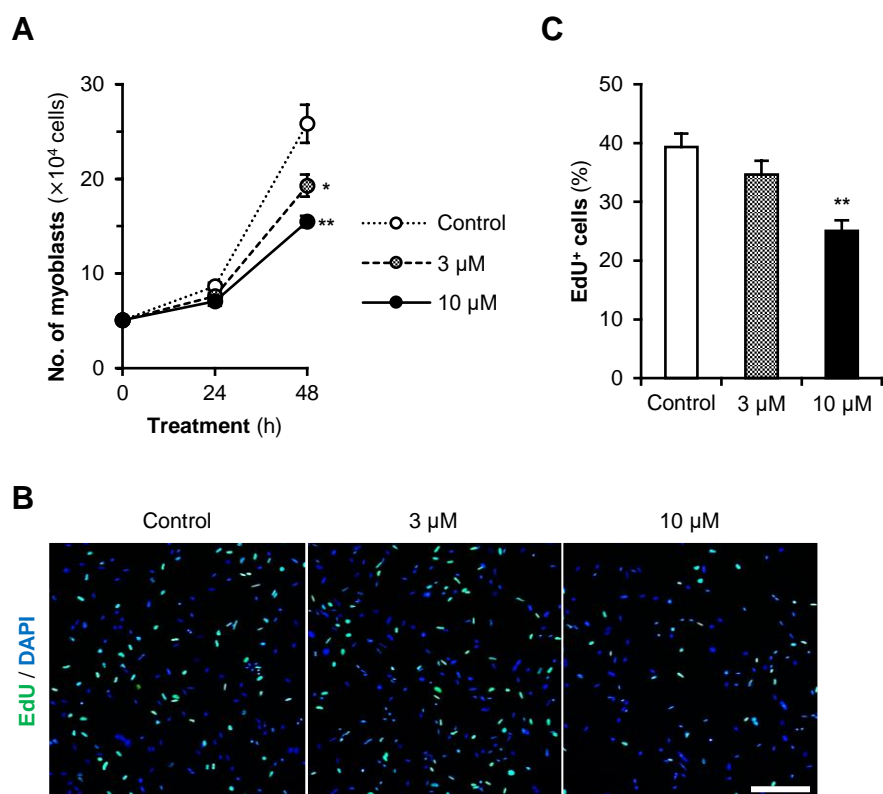 A
No. of myoblasts (×10⁴ cells)
30
20
10
0
0 24 48
Treatment (h)
*
**
Control
3 μM
10 μM
C
EdU⁺ cells (%)
50
40
30
20
10
0
**
Control 3 μM 10 μM
B
Control 3 μM 10 μM
EdU / DAPI